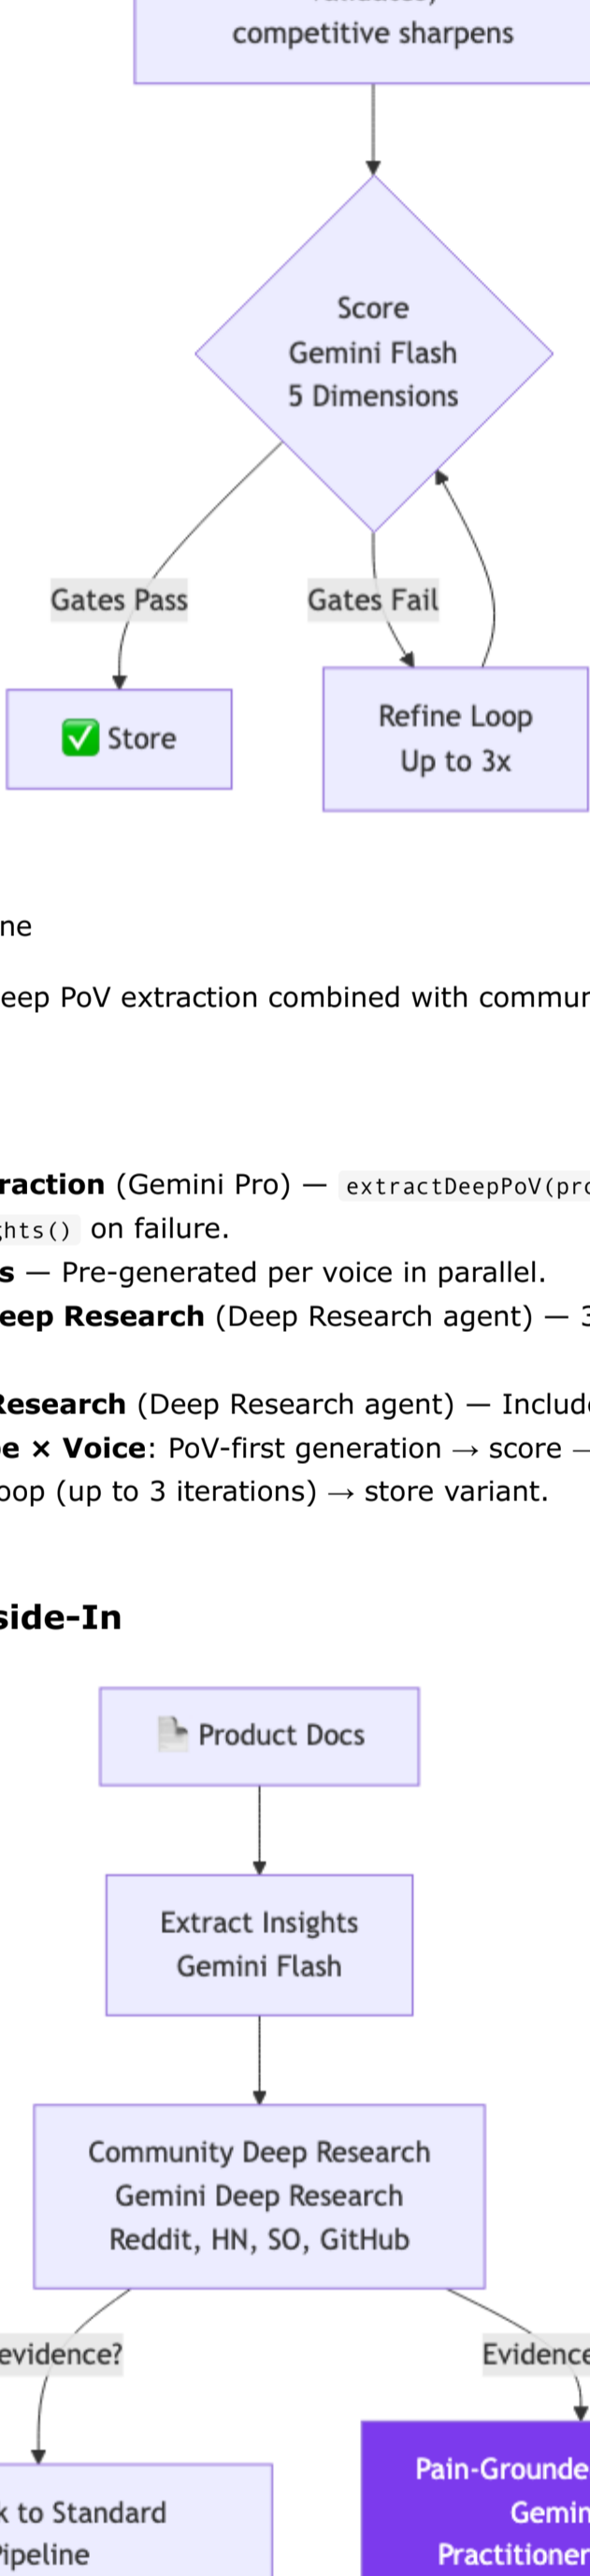 competitive sharpens
Score
Gemini Flash
5 Dimensions
Gates Pass
Gates Fail
✅ Store
Refine Loop
Up to 3x
ne
eep PoV extraction combined with commu
raction (Gemini Pro) — extractDeepPoV(pro
hts() on failure.
s — Pre-generated per voice in parallel.
eep Research (Deep Research agent) — 3
Research (Deep Research agent) — Includ
e × Voice: PoV-first generation → score →
oop (up to 3 iterations) → store variant.
side-In
Product Docs
Extract Insights
Gemini Flash
Community Deep Research
Gemini Deep Research
Reddit, HN, SO, GitHub
evidence?
Evidence
k to Standard
Pipeline
Pain-Grounde
Gemin
Practitioner